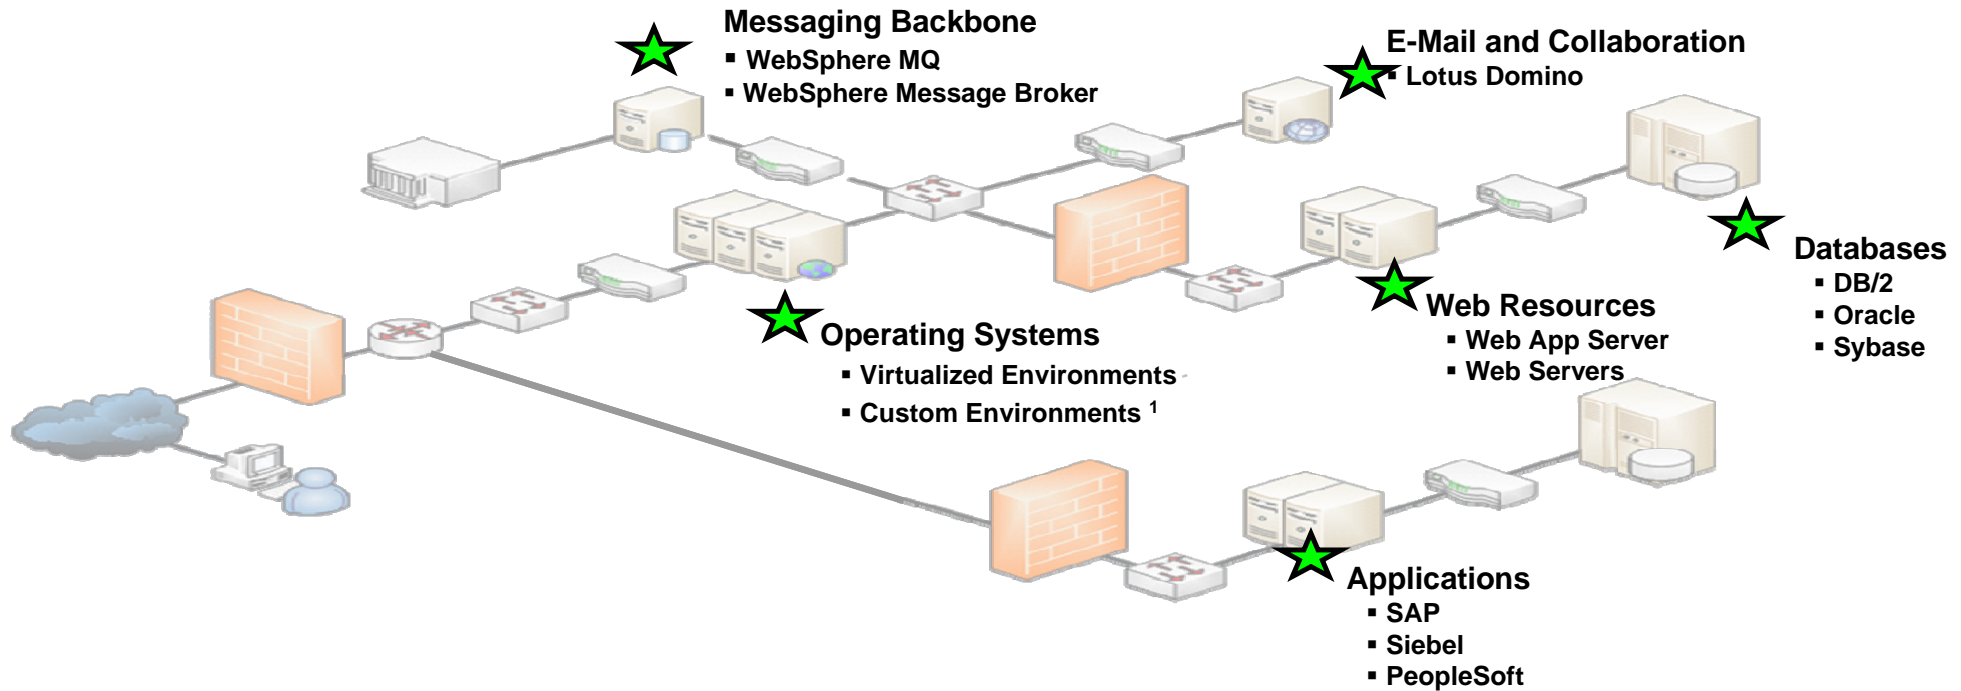 Messaging Backbone
▪ WebSphere MQ
▪ WebSphere Message Broker
E-Mail and Collaboration
▪ Lotus Domino
Databases
▪ DB/2
▪ Oracle
▪ Sybase
Web Resources
▪ Web App Server
▪ Web Servers
Operating Systems
▪ Virtualized Environments
▪ Custom Environments ¹
Applications
▪ SAP
▪ Siebel
▪ PeopleSoft